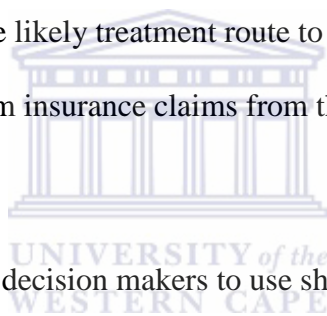 e likely treatment route to
m insurance claims from th
UNIVERSITY of the
decision makers to use sh
WESTERN CAPE